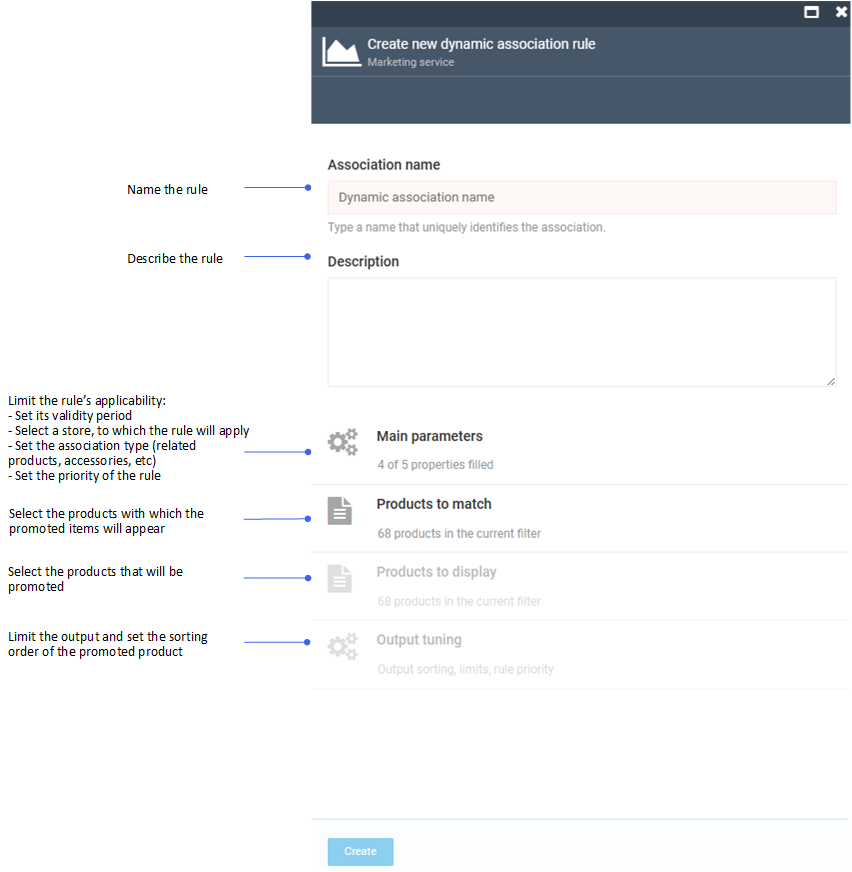 Create new dynamic association rule
Marketing service
Association name
Name the rule
Dynamic association name
Type a name that uniquely identifies the association.
Describe the rule
Description
Limit the rule’s applicability:
- Set its validity period
- Select a store, to which the rule will apply
- Set the association type (related
products, accessories, etc)
- Set the priority of the rule
Main parameters
4 of 5 properties filled
Select the products with which the
promoted items will appear
Products to match
68 products in the current filter
Select the products that will be
promoted
Products to display
68 products in the current filter
Limit the output and set the sorting
order of the promoted product
Output tuning
Output sorting, limits, rule priority
Create